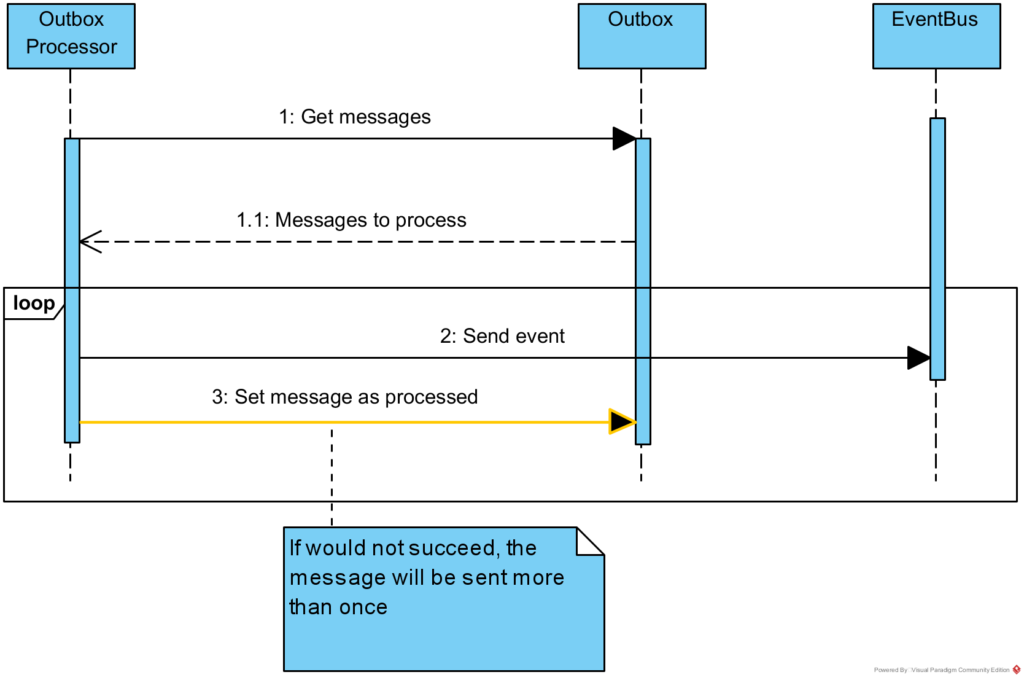 Outbox
Processor
Outbox
EventBus
1: Get messages
1.1: Messages to process
loop
2: Send event
3: Set message as processed
If would not succeed, the
message will be sent more
than once
Powered By: Visual Paradigm Community Edition